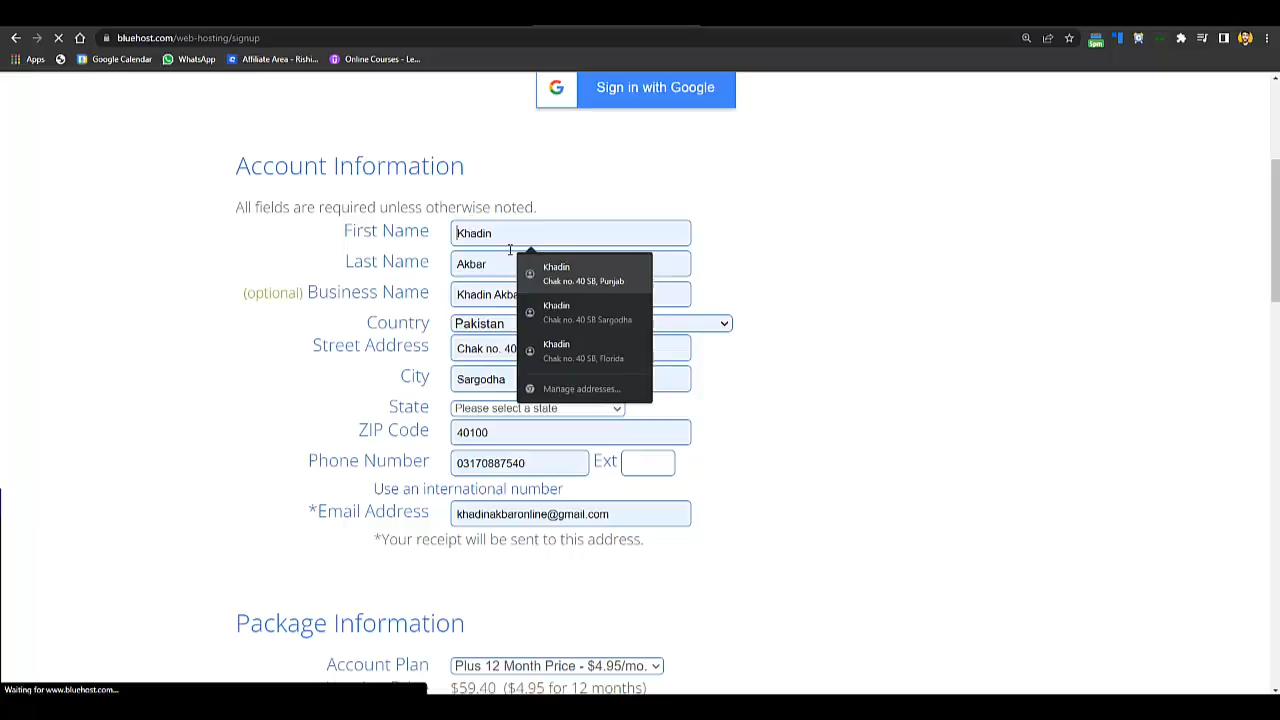 bluehost.com/web-hosting/signup
5pm
Apps Google Calendar WhatsApp Affiliate Area - Rishi... Online Courses - Le...
Sign in with Google
Account Information
All fields are required unless otherwise noted.
First Name Khadin
Last Name Akbar
(optional) Business Name Khadin Akba
Country Pakistan
Street Address Chak no. 40
City Sargodha
State Please select a state
ZIP Code 40100
Phone Number 03170887540 Ext
Use an international number
*Email Address khadinakbaronline@gmail.com
*Your receipt will be sent to this address.
Khadin
Chak no. 40 SB, Punjab
Khadin
Chak no. 40 SB Sargodha
Khadin
Chak no. 40 SB, Florida
Manage addresses...
Package Information
Account Plan Plus 12 Month Price - $4.95/mo.
$59.40 ($4.95 for 12 months)
Waiting for www.bluehost.com...